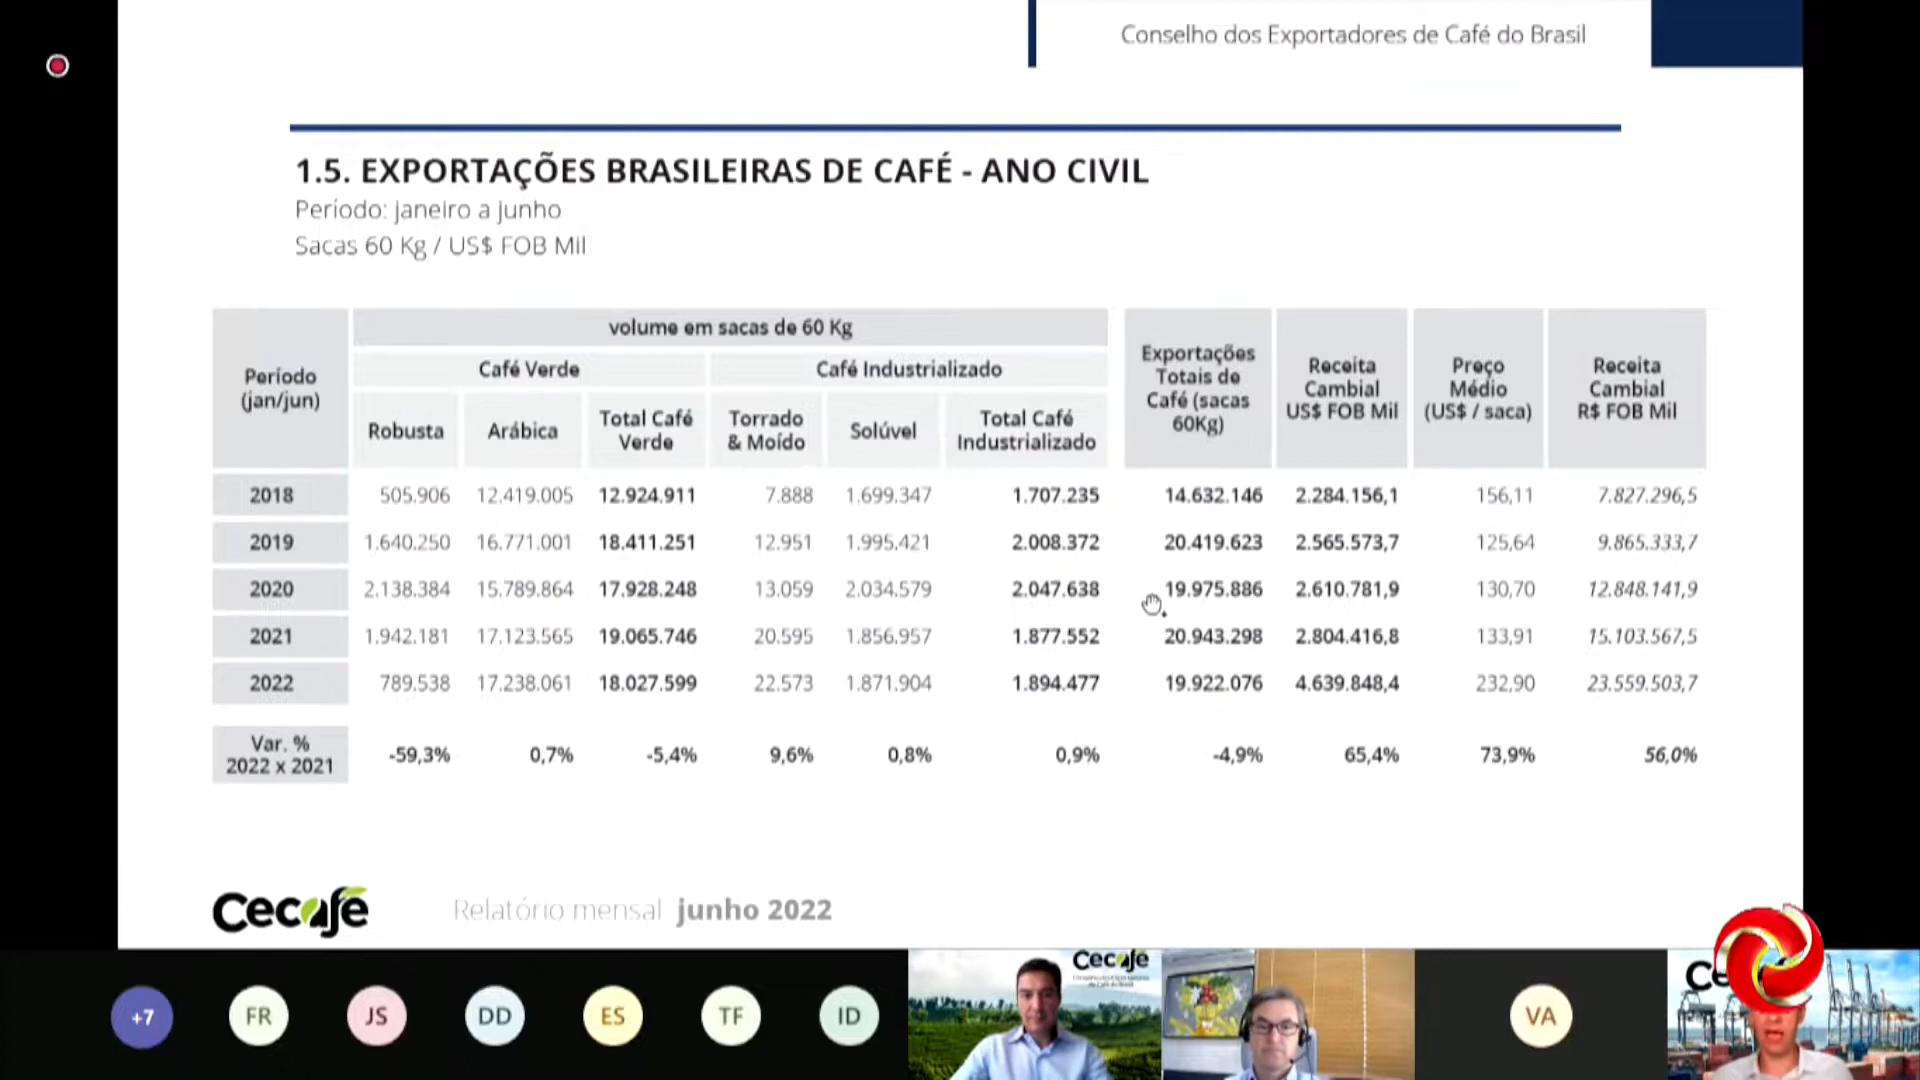 Conselho dos Exportadores de Café do Brasil
1.5. EXPORTAÇÕES BRASILEIRAS DE CAFÉ - ANO CIVIL
Período: janeiro a junho
Sacas 60 Kg / US$ FOB Mil
Período
(jan/jun)
volume em sacas de 60 Kg
Café Verde
Café Industrializado
Robusta
Arábica
Total Café
Verde
Torrado
& Moído
Solúvel
Total Café
Industrializado
Exportações
Totais de
Café (sacas
60Kg)
Receita
Cambial
US$ FOB Mil
Preço
Médio
(US$ / saca)
Receita
Cambial
R$ FOB Mil
2018 505.906 12.419.005 12.924.911 7.888 1.699.347 1.707.235 14.632.146 2.284.156,1 156,11 7.827.296,5
2019 1.640.250 16.771.001 18.411.251 12.951 1.995.421 2.008.372 20.419.623 2.565.573,7 125,64 9.865.333,7
2020 2.138.384 15.789.864 17.928.248 13.059 2.034.579 2.047.638 19.975.886 2.610.781,9 130,70 12.848.141,9
2021 1.942.181 17.123.565 19.065.746 20.595 1.856.957 1.877.552 20.943.298 2.804.416,8 133,91 15.103.567,5
2022 789.538 17.238.061 18.027.599 22.573 1.871.904 1.894.477 19.922.076 4.639.848,4 232,90 23.559.503,7
Var. %
2022 x 2021
-59,3% 0,7% -5,4% 9,6% 0,8% 0,9% -4,9% 65,4% 73,9% 56,0%
Cecafé
Relatório mensal junho 2022
+7
FR
JS
DD
ES
TF
ID
Cecafé
VA
Ce